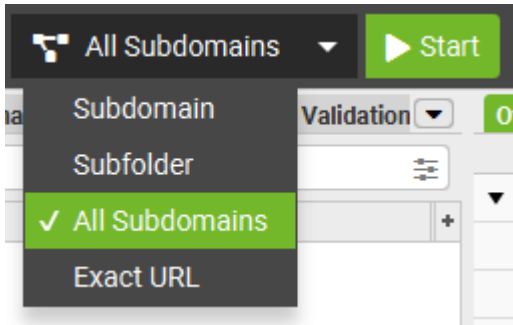 All Subdomains
Start
Subdomain
Validation
Subfolder
All Subdomains
Exact URL